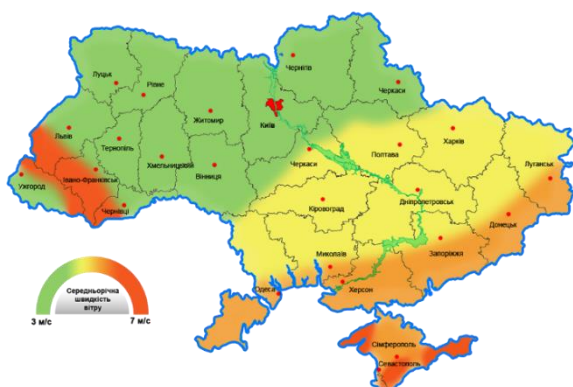 Чернігів
Луцьк
Рівне
Черкаси
Житомир
Київ
Львів
Тернопіль
Хмельницький
Вінниця
Черкаси
Полтава
Харків
Луганськ
Ужгород
Івано-Франківськ
Чернівці
Кіровоград
Дніпропетровськ
Донецьк
Миколаїв
Запоріжжя
Одеса
Херсон
Середньорічна
швидкість
вітру
3 м/с
7 м/с
Сімферополь
Севастополь